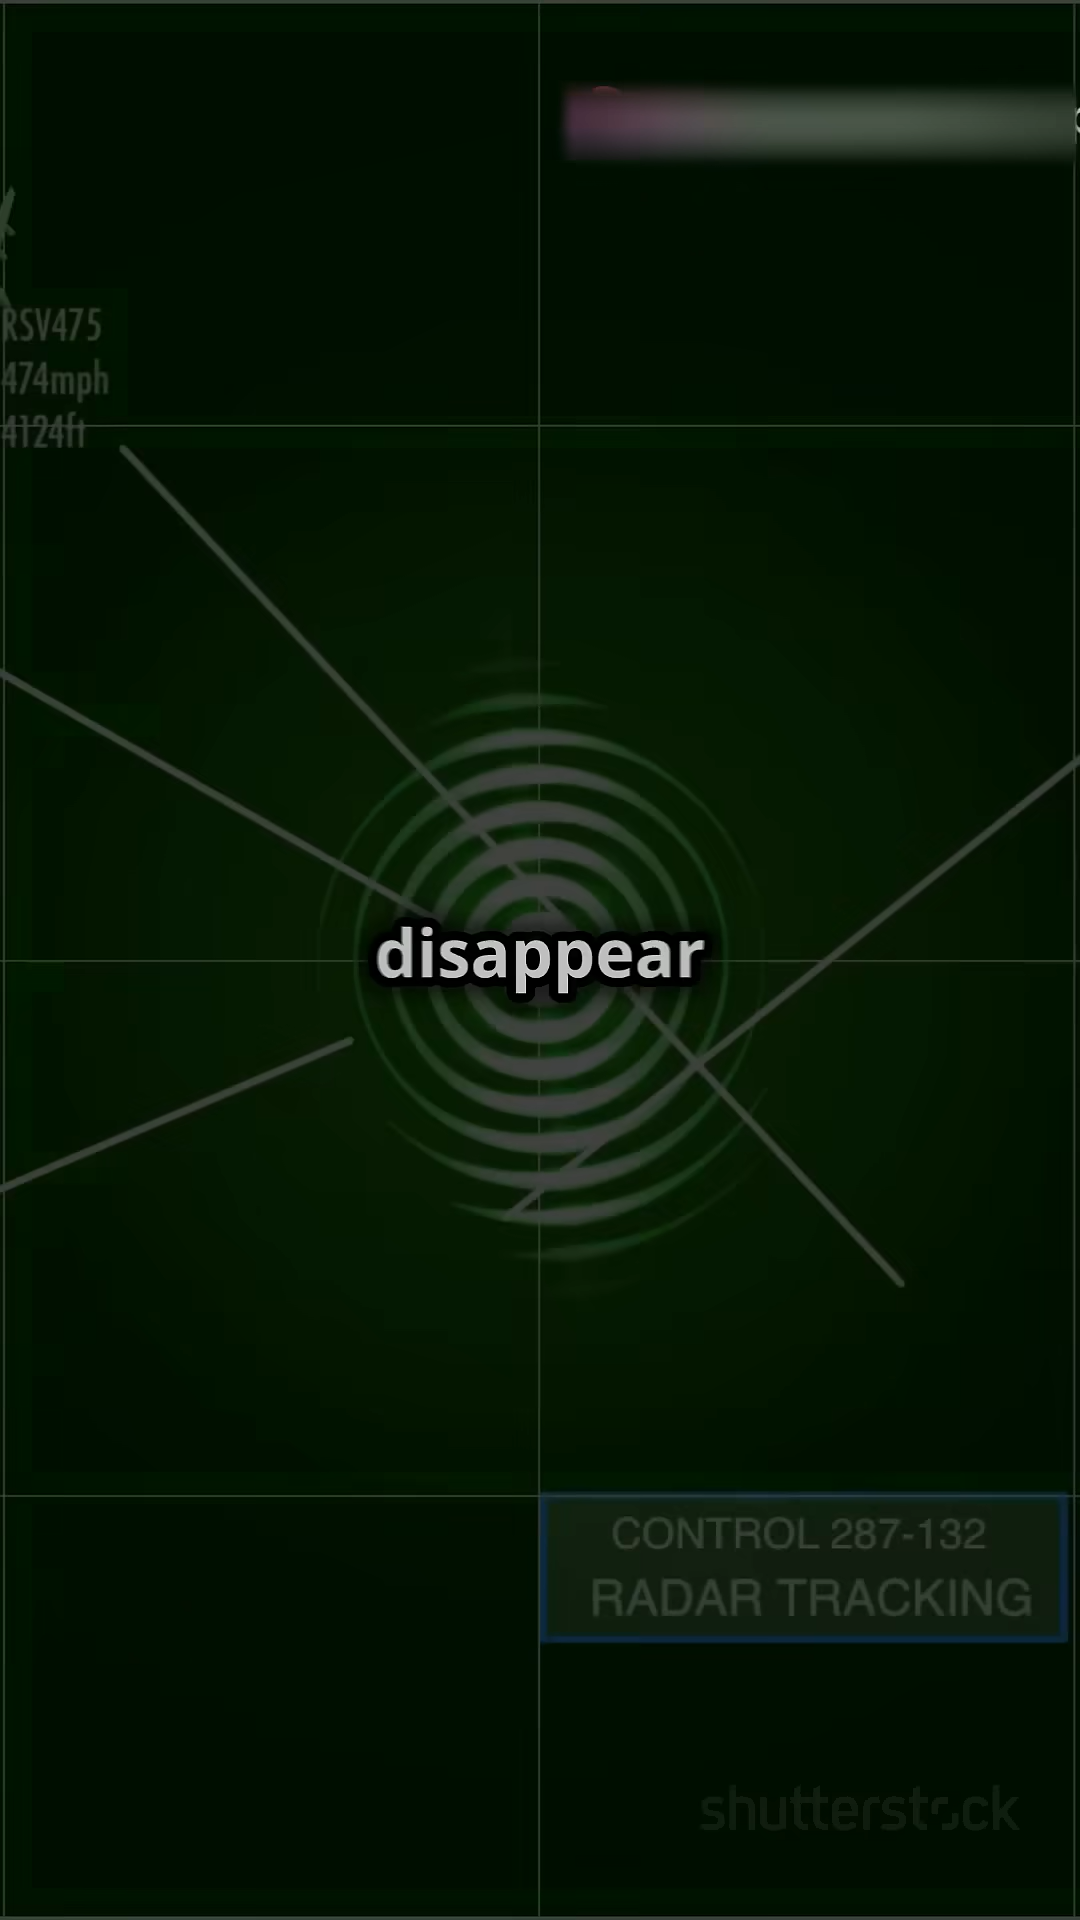 RSV475
474mph
4124ft
disappear
CONTROL 287-132
RADAR TRACKING
shutterstock